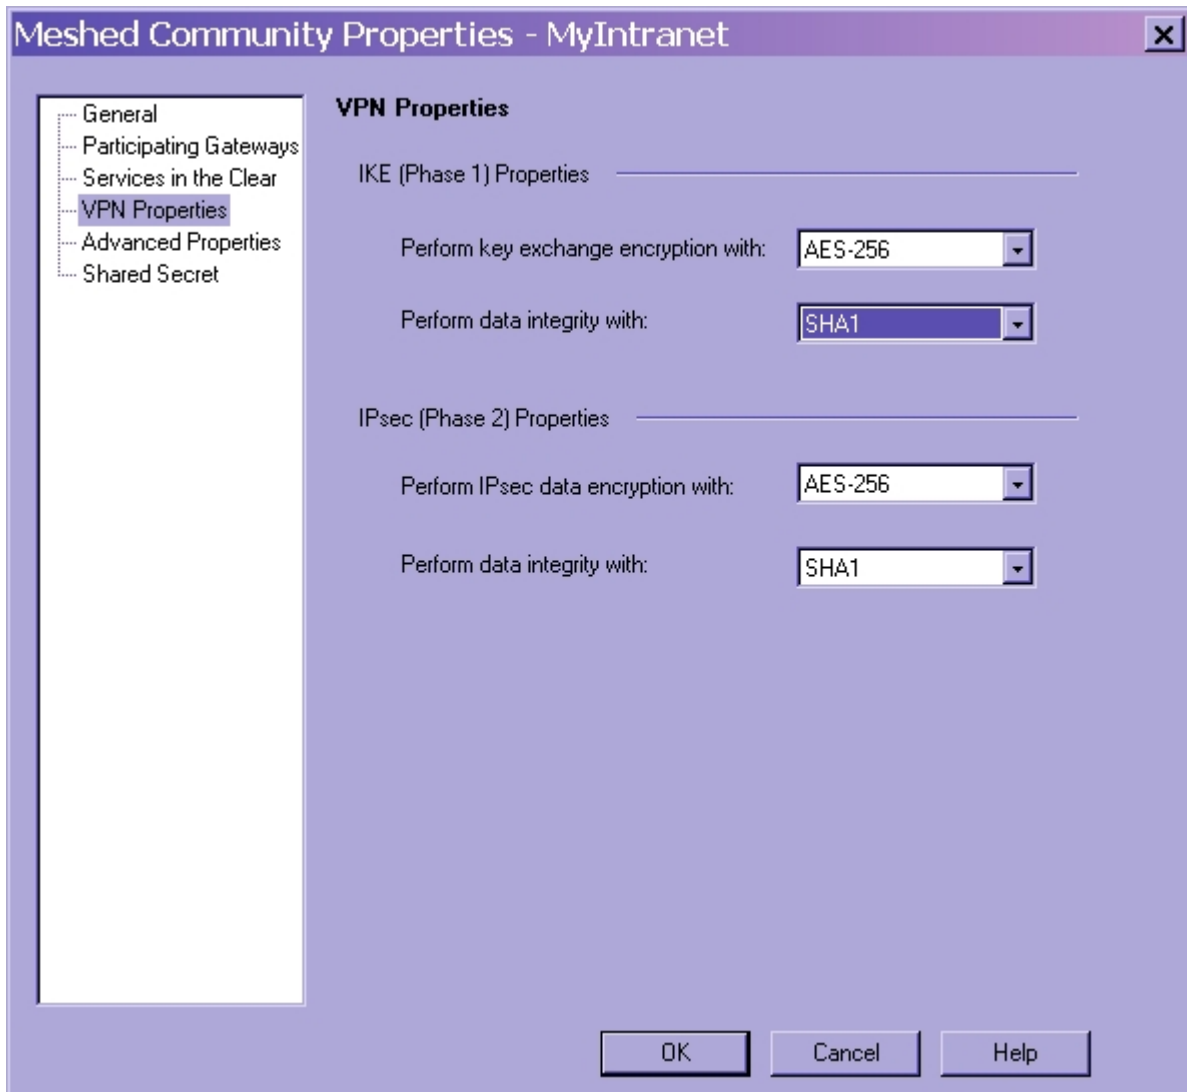 Meshed Community Properties - MyIntranet
General
Participating Gateways
Services in the Clear
VPN Properties
Advanced Properties
Shared Secret
VPN Properties
IKE (Phase 1) Properties
Perform key exchange encryption with: AES-256
Perform data integrity with: SHA1
IPsec (Phase 2) Properties
Perform IPsec data encryption with: AES-256
Perform data integrity with: SHA1
OK Cancel Help